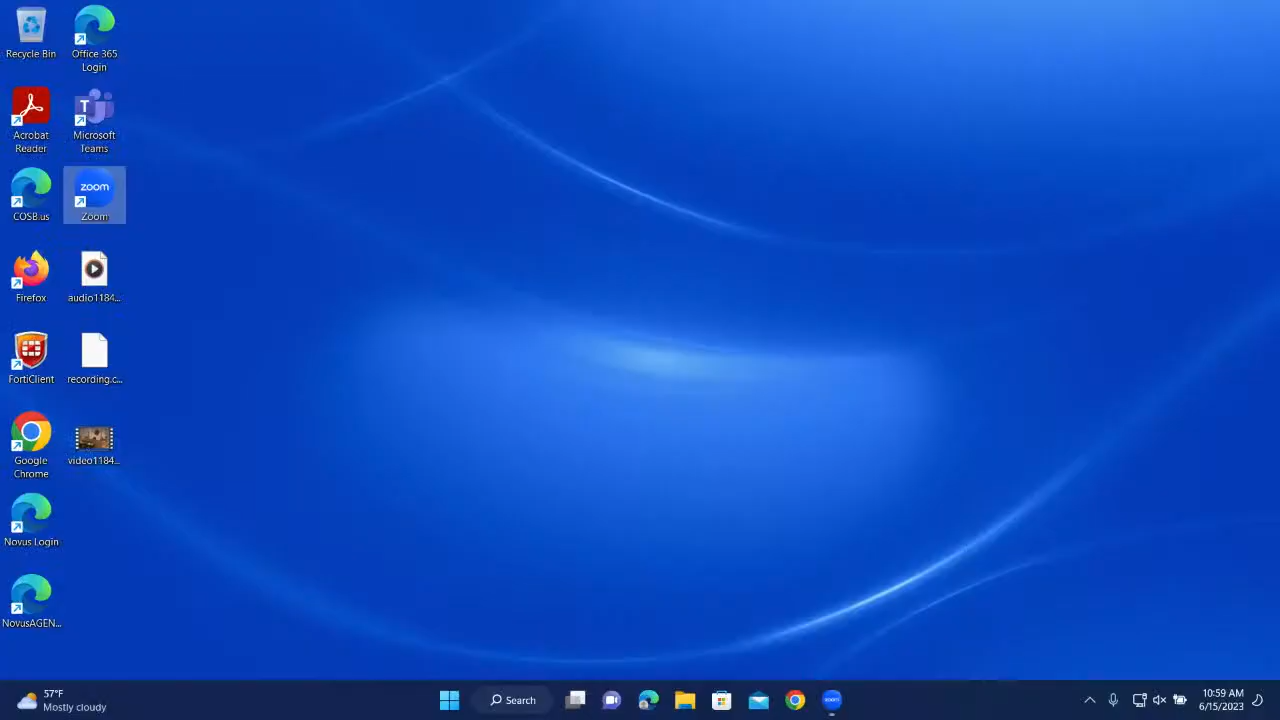 Recycle Bin
Office 365
Login
Acrobat
Reader
T
Microsoft
Teams
COSB.us
zoom
Zoom
Firefox
audio1184...
FortiClient
recording.c...
Google
Chrome
video1184...
Novus Login
NovusAGEN...
57°F
Mostly cloudy
Search
zoom
10:59 AM
6/15/2023